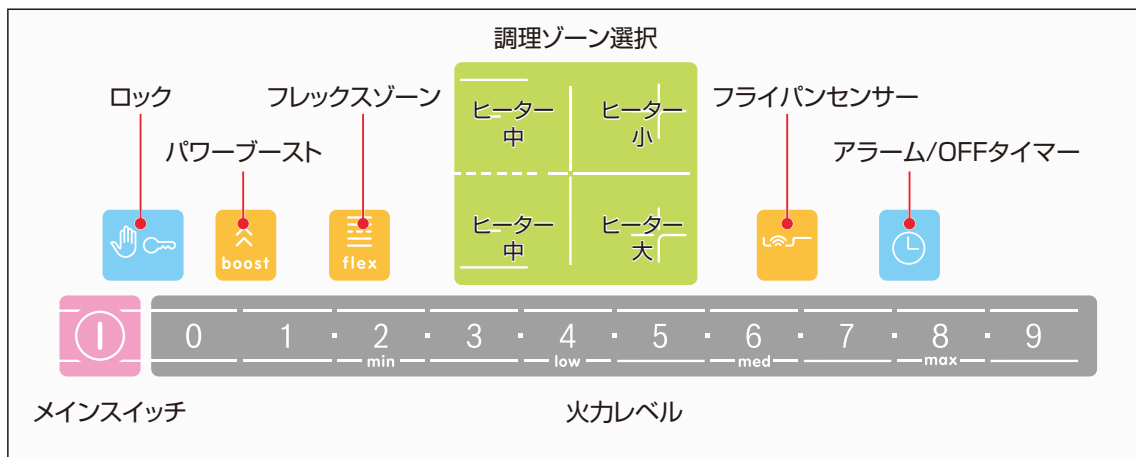 調理ゾーン選択
ロック
フレックスゾーン
フライパンセンサー
パワーブースト
アラーム/OFFタイマー
ヒーター
中
ヒーター
小
ヒーター
中
ヒーター
大
boost
flex
0 1 · 2 · 3 · 4 · 5 · 6 · 7 · 8 · 9
min low med max
メインスイッチ
火力レベル